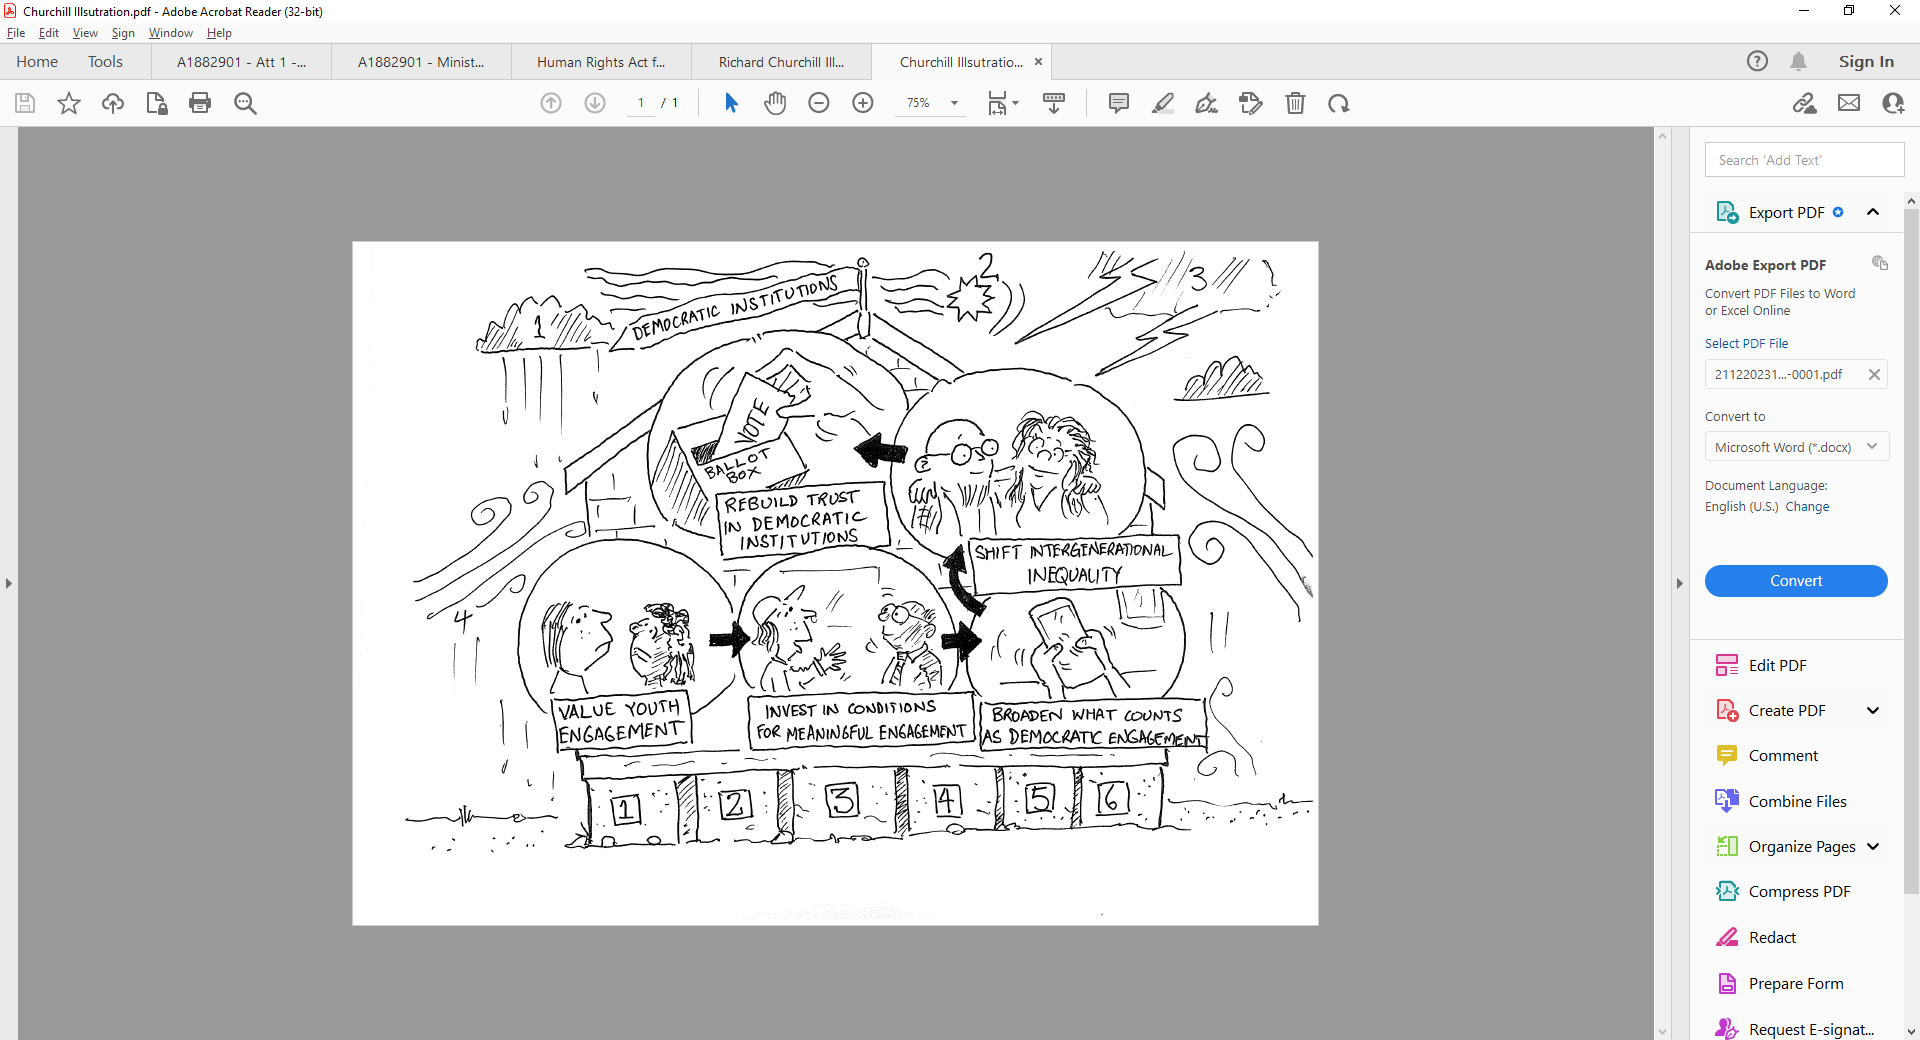 Churchill Illsutration.pdf - Adobe Acrobat Reader (32-bit)
File Edit View Sign Window Help
Home Tools A1882901 - Att 1 -... A1882901 - Minist... Human Rights Act f... Richard Churchill Ill... Churchill Illsutratio... Sign In
1 / 1 75%
DEMOCRATIC INSTITUTIONS
1
2
3
4
VOTE
BALLOT
BOX
REBUILD TRUST
IN DEMOCRATIC
INSTITUTIONS
SHIFT INTERGENERATIONAL
INEQUALITY
VALUE YOUTH
ENGAGEMENT
INVEST IN CONDITIONS
FOR MEANINGFUL ENGAGEMENT
BROADEN WHAT COUNTS
AS DEMOCRATIC ENGAGEMENT
1 2 3 4 5 6
Search 'Add Text'
Export PDF
Adobe Export PDF
Convert PDF Files to Word
or Excel Online
Select PDF File
211220231...-0001.pdf
Convert to
Microsoft Word (*.docx)
Document Language:
English (U.S.) Change
Convert
Edit PDF
Create PDF
Comment
Combine Files
Organize Pages
Compress PDF
Redact
Prepare Form
Request E-signat...